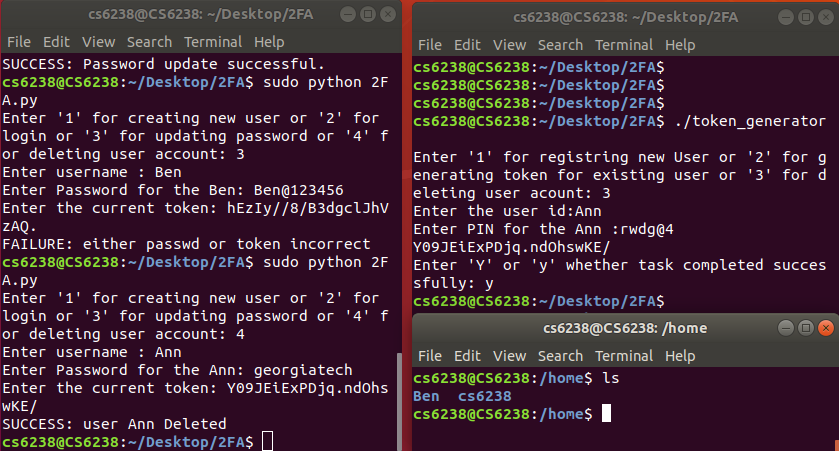 cs6238@CS6238: ~/Desktop/2FA
File Edit View Search Terminal Help
SUCCESS: Password update successful.
cs6238@CS6238:~/Desktop/2FA$ sudo python 2F
A.py
Enter '1' for creating new user or '2' for
login or '3' for updating password or '4' f
or deleting user account: 3
Enter username : Ben
Enter Password for the Ben: Ben@123456
Enter the current token: hEzIy//8/B3dgclJhV
zAQ.
FAILURE: either passwd or token incorrect
cs6238@CS6238:~/Desktop/2FA$ sudo python 2F
A.py
Enter '1' for creating new user or '2' for
login or '3' for updating password or '4' f
or deleting user account: 4
Enter username : Ann
Enter Password for the Ann: georgiatech
Enter the current token: Y09JEiExPDjq.ndOhs
wKE/
SUCCESS: user Ann Deleted
cs6238@CS6238:~/Desktop/2FA$
cs6238@CS6238: ~/Desktop/2FA
File Edit View Search Terminal Help
cs6238@CS6238:~/Desktop/2FA$
cs6238@CS6238:~/Desktop/2FA$
cs6238@CS6238:~/Desktop/2FA$
cs6238@CS6238:~/Desktop/2FA$ ./token_generator
Enter '1' for registring new User or '2' for g
enerating token for existing user or '3' for d
eleting user acount: 3
Enter the user id:Ann
Enter PIN for the Ann :rwdg@4
Y09JEiExPDjq.ndOhswKE/
Enter 'Y' or 'y' whether task completed succes
sfully: y
cs6238@CS6238:~/Desktop/2FA$
cs6238@CS6238: /home
File Edit View Search Terminal Help
cs6238@CS6238:/home$ ls
Ben cs6238
cs6238@CS6238:/home$